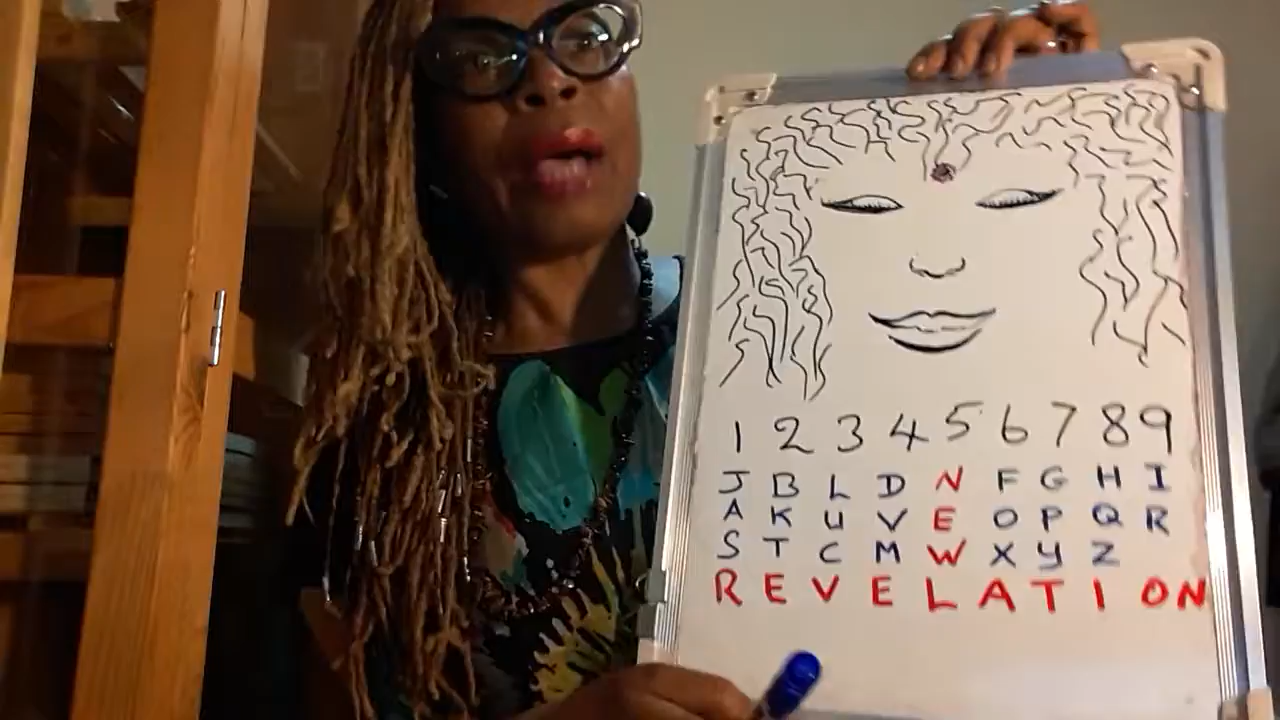 1 2 3 4 5 6 7 8 9
J B L D N F G H I
A K U V E O P Q R
S T C M W X Y Z
REVELATION